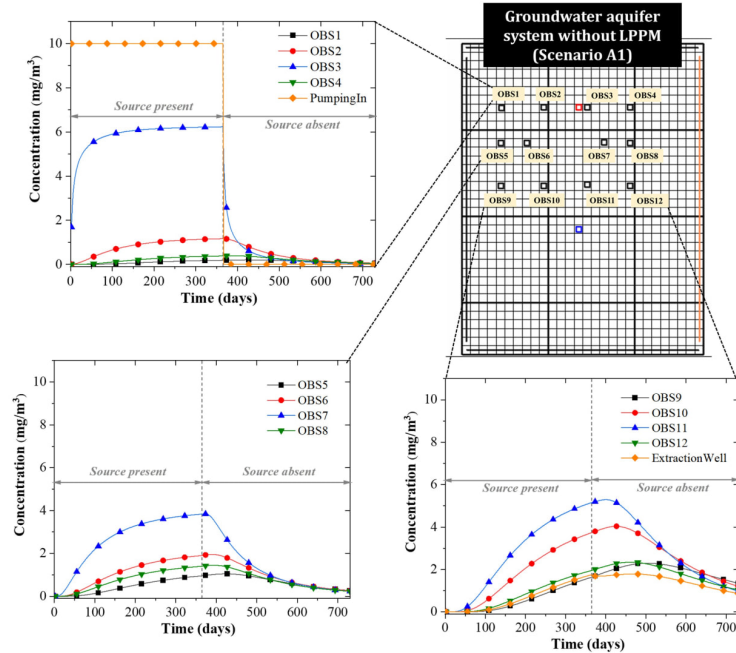 Groundwater aquifer
system without LPPM
(Scenario A1)
OBS1
OBS2
OBS3
OBS4
PumpingIn
Source present
Source absent
Concentration (mg/m³)
10
8
6
4
2
0
0 100 200 300 400 500 600 700
Time (days)
OBS1 OBS2 OBS3 OBS4
OBS5 OBS6 OBS7 OBS8
OBS9 OBS10 OBS11 OBS12
OBS5
OBS6
OBS7
OBS8
Source present
Source absent
Concentration (mg/m³)
10
8
6
4
2
0
0 100 200 300 400 500 600 700
Time (days)
OBS9
OBS10
OBS11
OBS12
ExtractionWell
Source present
Source absent
Concentration (mg/m³)
10
8
6
4
2
0
0 100 200 300 400 500 600 700
Time (days)